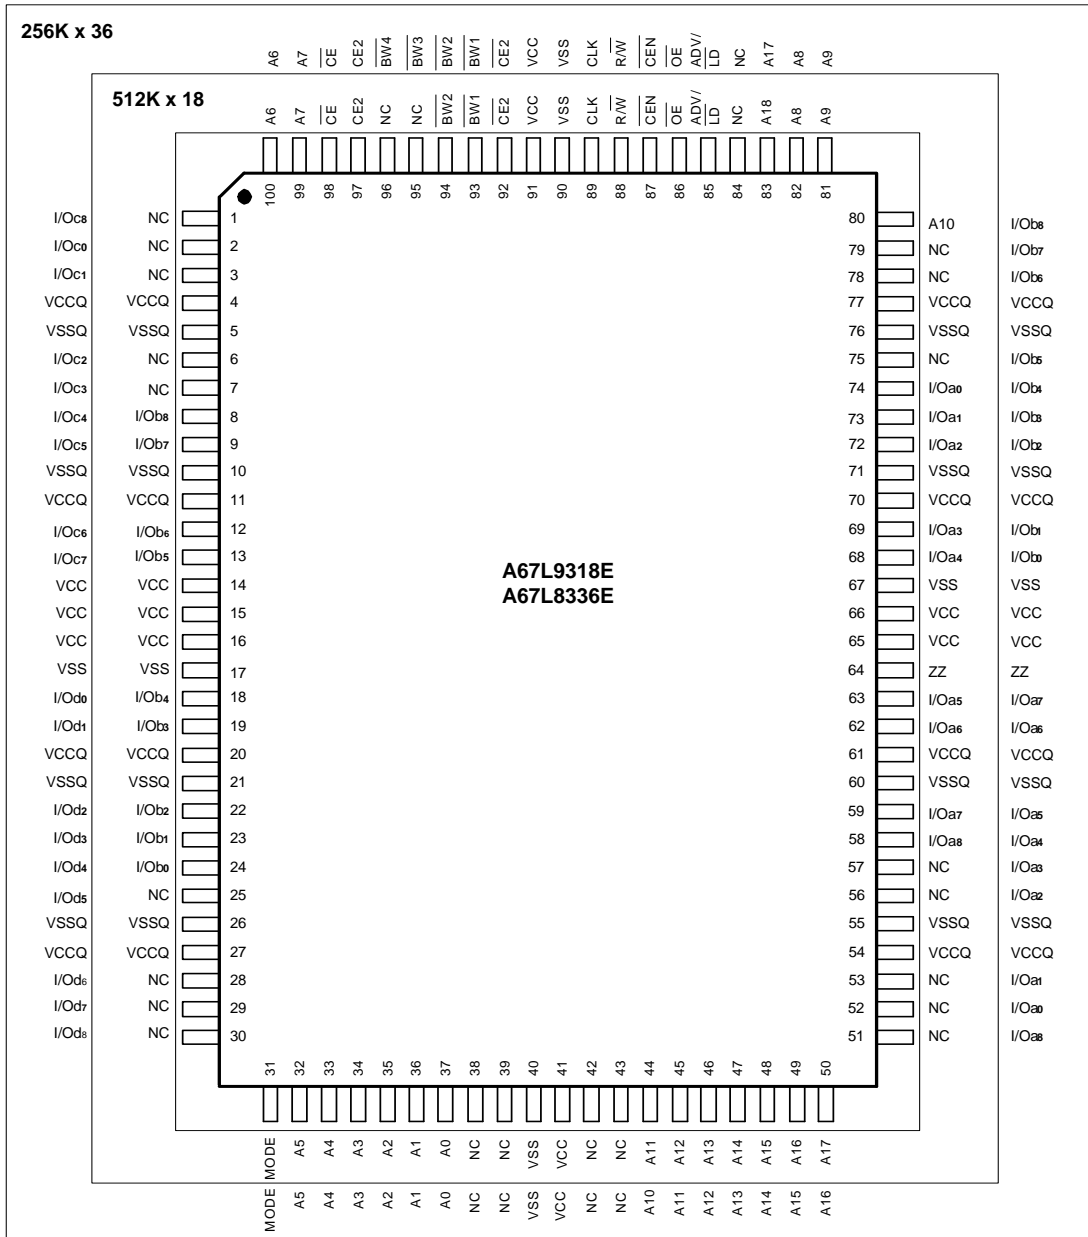 256K x 36
A6 A7 CE CE2 BW4 BW3 BW2 BW1 CE2 VCC VSS CLK R/W CEN OE ADV/ LD NC A17 A8 A9
512K x 18
A6 A7 CE CE2 NC NC BW2 BW1 CE2 VCC VSS CLK R/W CEN OE ADV/ LD NC A18 A8 A9
100 99 98 97 96 95 94 93 92 91 90 89 88 87 86 85 84 83 82 81
I/Oc8 NC 1 80 A10 I/Ob8
I/Oc0 NC 2 79 NC I/Ob7
I/Oc1 NC 3 78 NC I/Ob6
VCCQ VCCQ 4 77 VCCQ VCCQ
VSSQ VSSQ 5 76 VSSQ VSSQ
I/Oc2 NC 6 75 NC I/Ob5
I/Oc3 NC 7 74 I/Oa0 I/Ob4
I/Oc4 I/Ob8 8 73 I/Oa1 I/Ob3
I/Oc5 I/Ob7 9 72 I/Oa2 I/Ob2
VSSQ VSSQ 10 71 VSSQ VSSQ
VCCQ VCCQ 11 70 VCCQ VCCQ
I/Oc6 I/Ob6 12 69 I/Oa3 I/Ob1
I/Oc7 I/Ob5 13 68 I/Oa4 I/Ob0
A67L9318E
A67L8336E
VCC VCC 14 67 VSS VSS
VCC VCC 15 66 VCC VCC
VCC VCC 16 65 VCC VCC
VSS VSS 17 64 ZZ ZZ
I/Od0 I/Ob4 18 63 I/Oa5 I/Oa7
I/Od1 I/Ob3 19 62 I/Oa6 I/Oa6
VCCQ VCCQ 20 61 VCCQ VCCQ
VSSQ VSSQ 21 60 VSSQ VSSQ
I/Od2 I/Ob2 22 59 I/Oa7 I/Oa5
I/Od3 I/Ob1 23 58 I/Oa8 I/Oa4
I/Od4 I/Ob0 24 57 NC I/Oa3
I/Od5 NC 25 56 NC I/Oa2
VSSQ VSSQ 26 55 VSSQ VSSQ
VCCQ VCCQ 27 54 VCCQ VCCQ
I/Od6 NC 28 53 NC I/Oa1
I/Od7 NC 29 52 NC I/Oa0
I/Od8 NC 30 51 NC I/Oa8
31 32 33 34 35 36 37 38 39 40 41 42 43 44 45 46 47 48 49 50
MODE A5 A4 A3 A2 A1 A0 NC NC VSS VCC NC NC A11 A12 A13 A14 A15 A16 A17
MODE A5 A4 A3 A2 A1 A0 NC NC VSS VCC NC NC A10 A11 A12 A13 A14 A15 A16